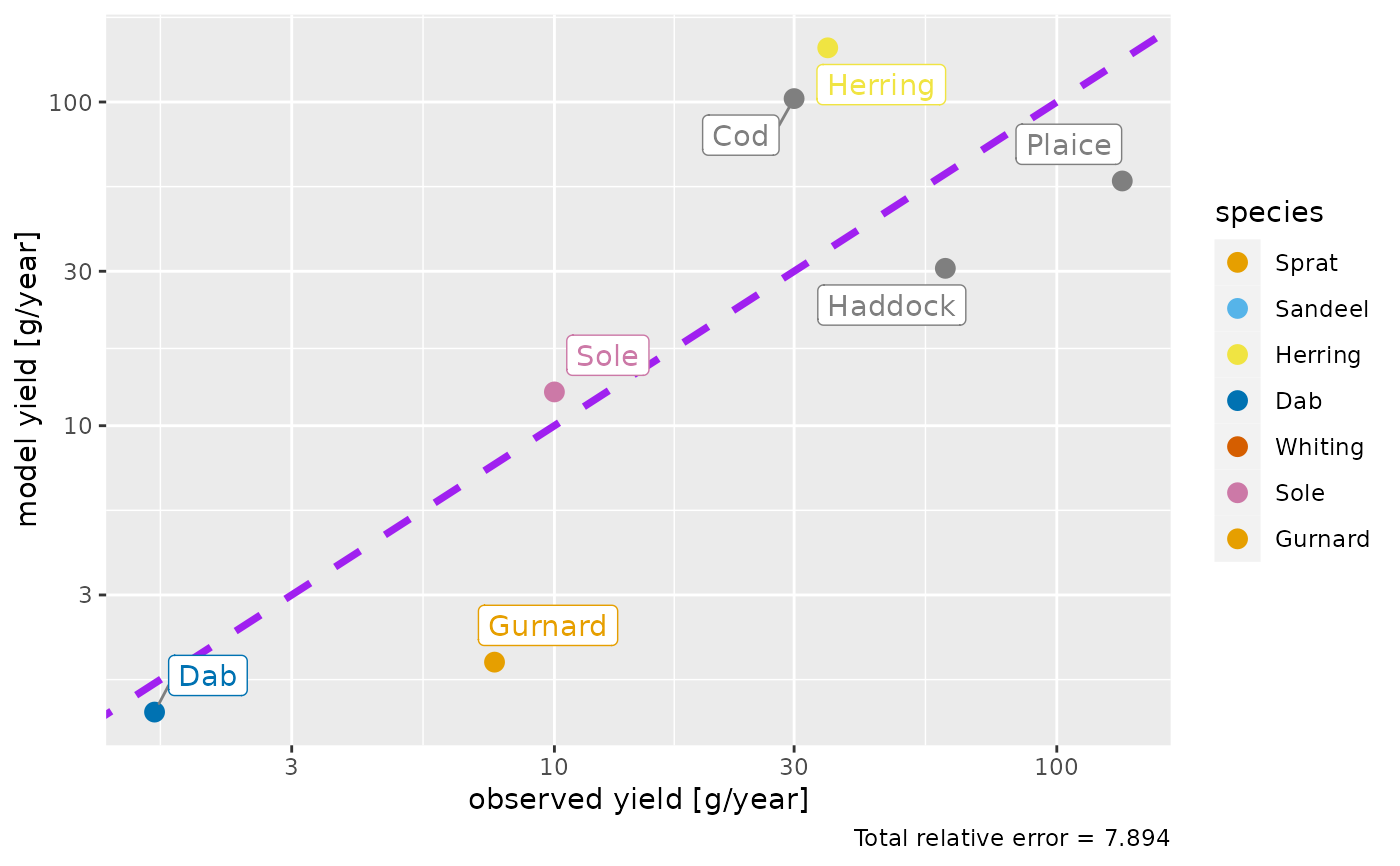 Herring
Cod
Plaice
Haddock
Sole
Gurnard
Dab
100
30
10
3
model yield [g/year]
3
10
30
100
observed yield [g/year]
species
Sprat
Sandeel
Herring
Dab
Whiting
Sole
Gurnard
Total relative error = 7.894